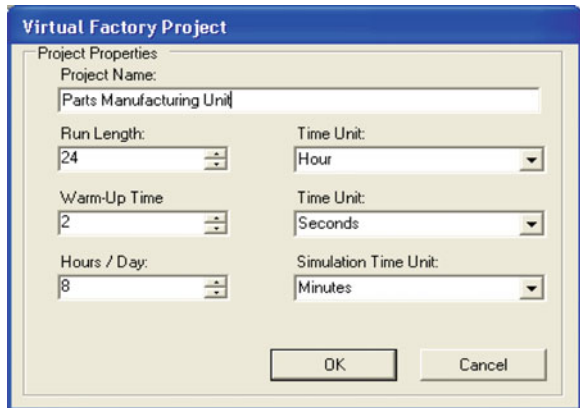 Virtual Factory Project
Project Properties
Project Name:
Parts Manufacturing Unit
Run Length:
Time Unit:
24
Hour
Warm-Up Time
Time Unit:
2
Seconds
Hours / Day:
Simulation Time Unit:
8
Minutes
OK
Cancel